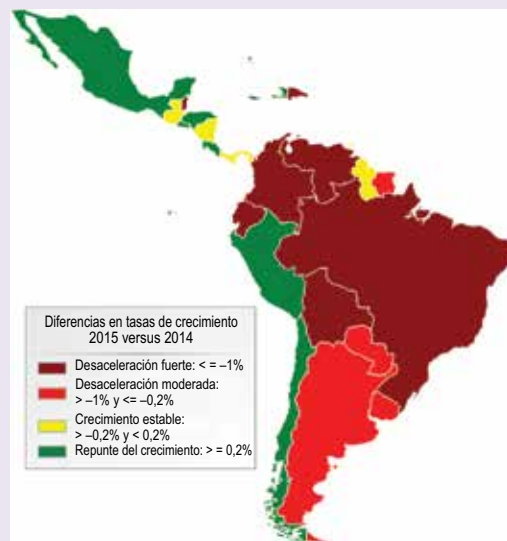 Diferencias en tasas de crecimiento
2015 versus 2014
Desaceleración fuerte: < = –1%
Desaceleración moderada:
> –1% y <= –0,2%
Crecimiento estable:
> –0,2% y < 0,2%
Repunte del crecimiento: > = 0,2%